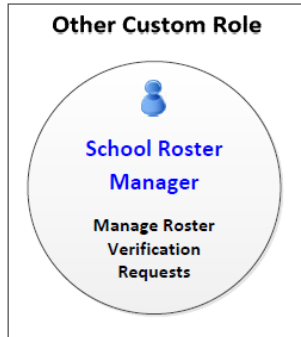 Other Custom Role
School Roster
Manager
Manage Roster
Verification
Requests